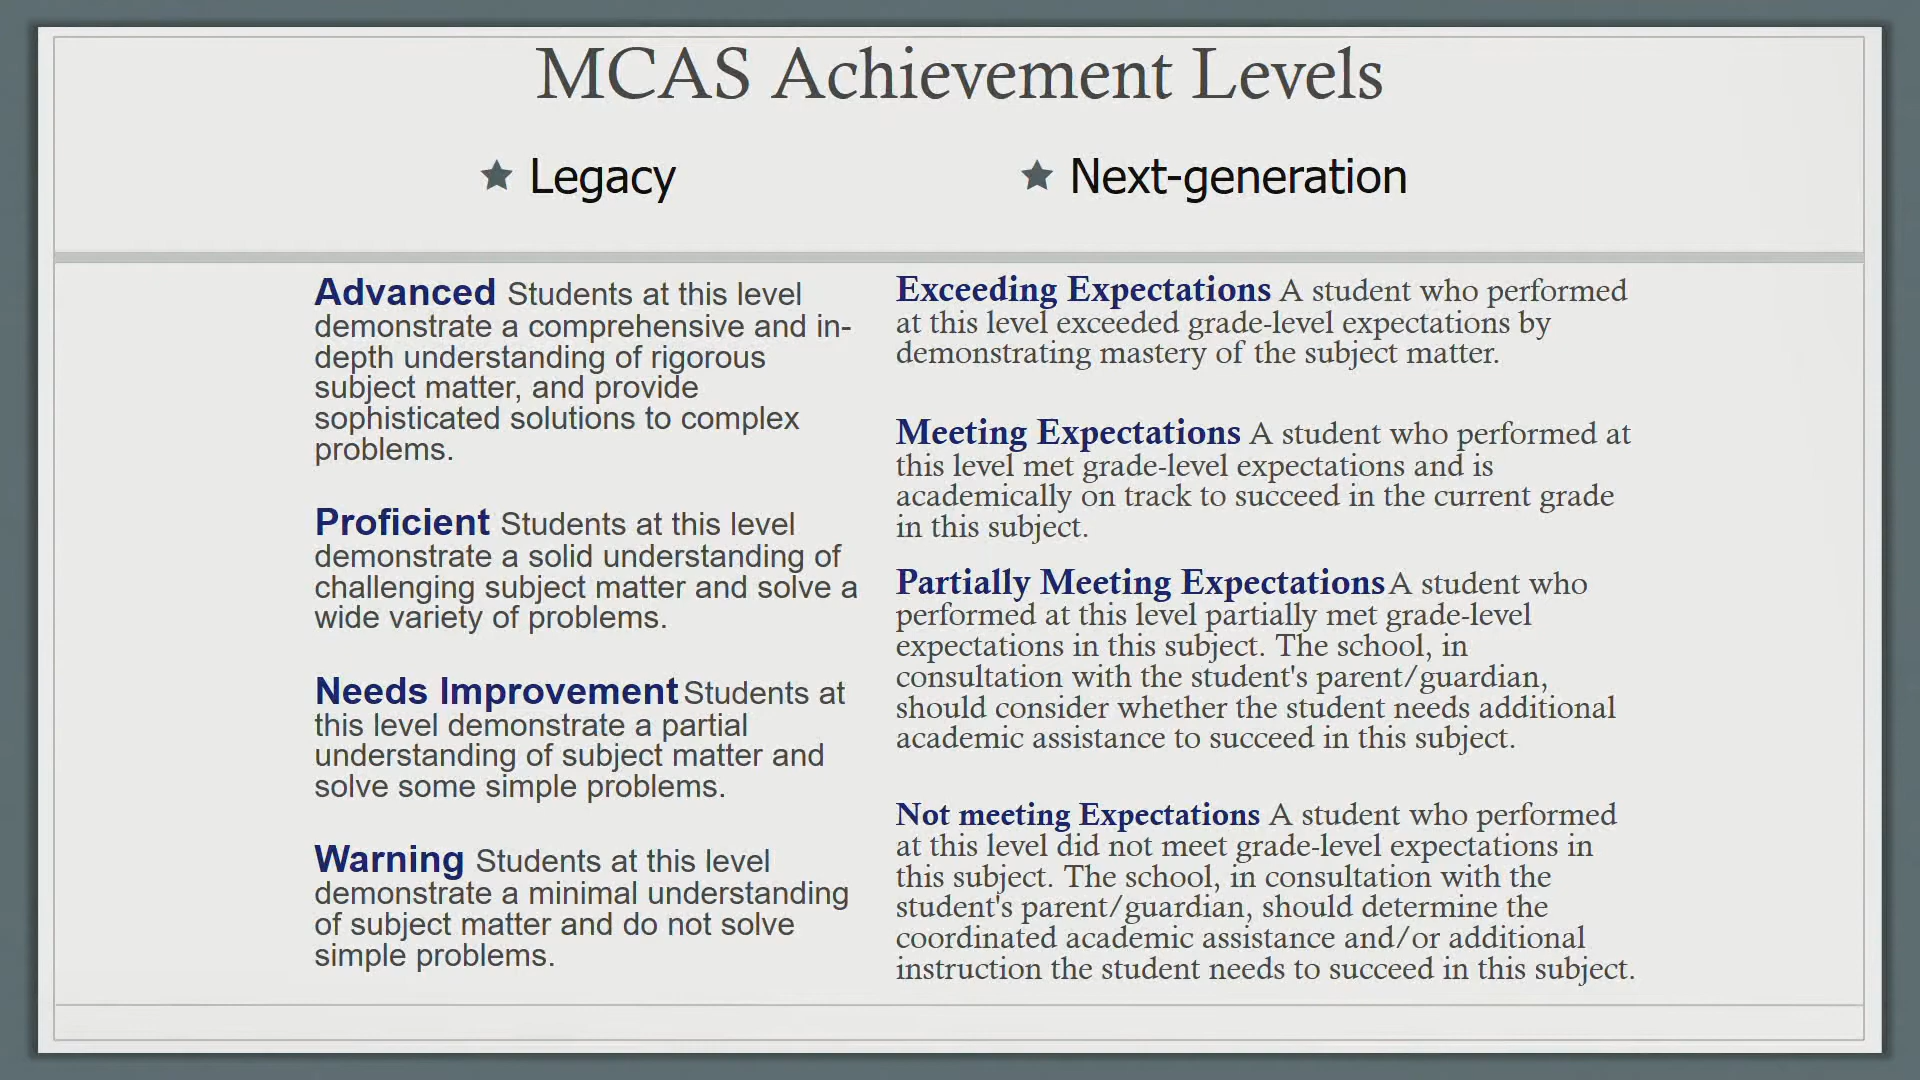 MCAS Achievement Levels
Legacy
Next-generation
Advanced Students at this level
demonstrate a comprehensive and in-
depth understanding of rigorous
subject matter, and provide
sophisticated solutions to complex
problems.
Proficient Students at this level
demonstrate a solid understanding of
challenging subject matter and solve a
wide variety of problems.
Needs Improvement Students at
this level demonstrate a partial
understanding of subject matter and
solve some simple problems.
Warning Students at this level
demonstrate a minimal understanding
of subject matter and do not solve
simple problems.
Exceeding Expectations A student who performed
at this level exceeded grade-level expectations by
demonstrating mastery of the subject matter.
Meeting Expectations A student who performed at
this level met grade-level expectations and is
academically on track to succeed in the current grade
in this subject.
Partially Meeting Expectations A student who
performed at this level partially met grade-level
expectations in this subject. The school, in
consultation with the student's parent/guardian,
should consider whether the student needs additional
academic assistance to succeed in this subject.
Not meeting Expectations A student who performed
at this level did not meet grade-level expectations in
this subject. The school, in consultation with the
student's parent/guardian, should determine the
coordinated academic assistance and/or additional
instruction the student needs to succeed in this subject.